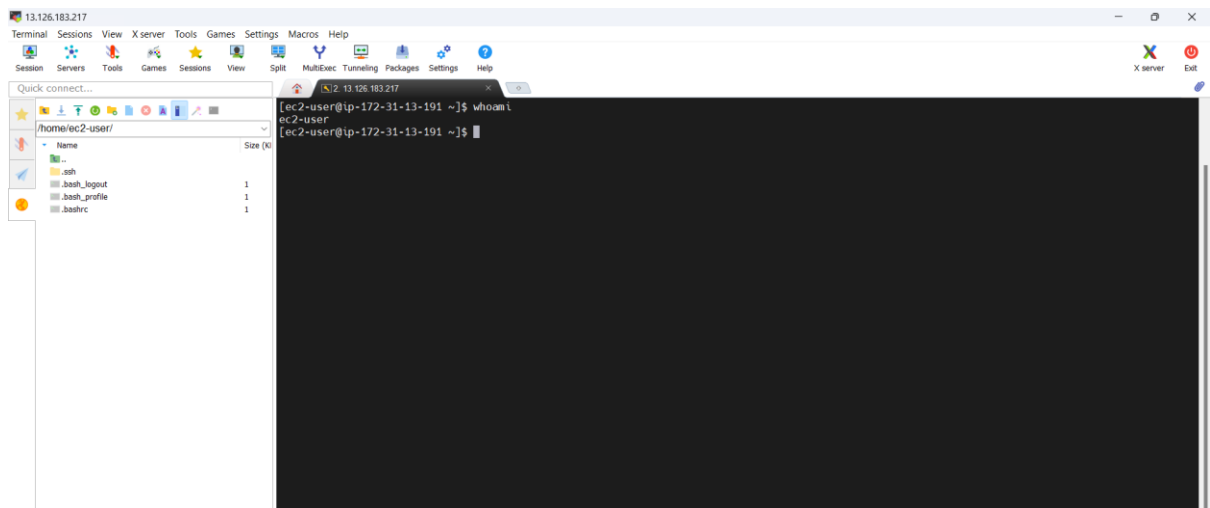 13.126.183.217
Terminal Sessions View X server Tools Games Settings Macros Help
Session Servers Tools Games Sessions View Split MultiExec Tunneling Packages Settings Help X server Exit
Quick connect...
2. 13.126.183.217
/home/ec2-user/
Name Size (KB
..
.ssh
.bash_logout 1
.bash_profile 1
.bashrc 1
[ec2-user@ip-172-31-13-191 ~]$ whoami
ec2-user
[ec2-user@ip-172-31-13-191 ~]$